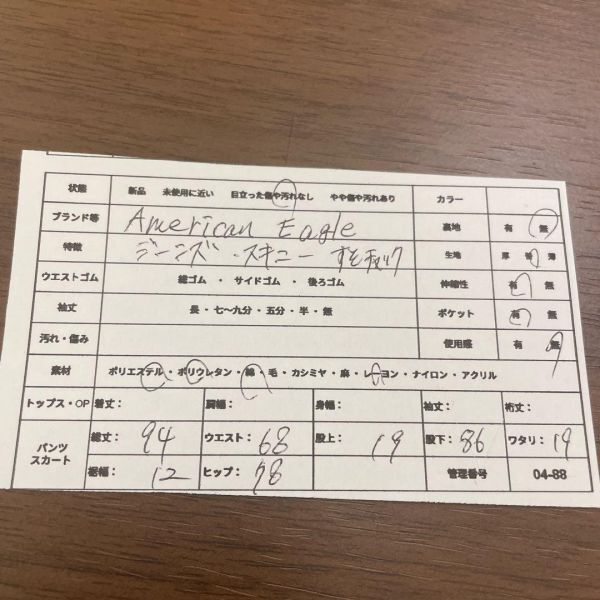 状態 新品 未使用に近い 目立った傷や汚れなし やや傷や汚れあり カラー
ブランド等 American Eagle 裏地 有 無
特徴 ジーンズ・スキニー すそチャック 生地 厚 普 薄
ウエストゴム 総ゴム ・ サイドゴム ・ 後ろゴム 伸縮性 有 無
袖丈 長・七〜九分・五分・半・無 ポケット 有 無
汚れ・傷み 使用感 有 無
素材 ポリエステル・ポリウレタン・綿・毛・カシミヤ・麻・レーヨン・ナイロン・アクリル
トップス・OP 着丈: 肩幅: 身幅: 袖丈: 裄丈:
パンツ スカート 総丈: 94 ウエスト: 68 股上: 19 股下: 86 ワタリ: 19
裾幅: 12 ヒップ: 78 管理番号 04-88